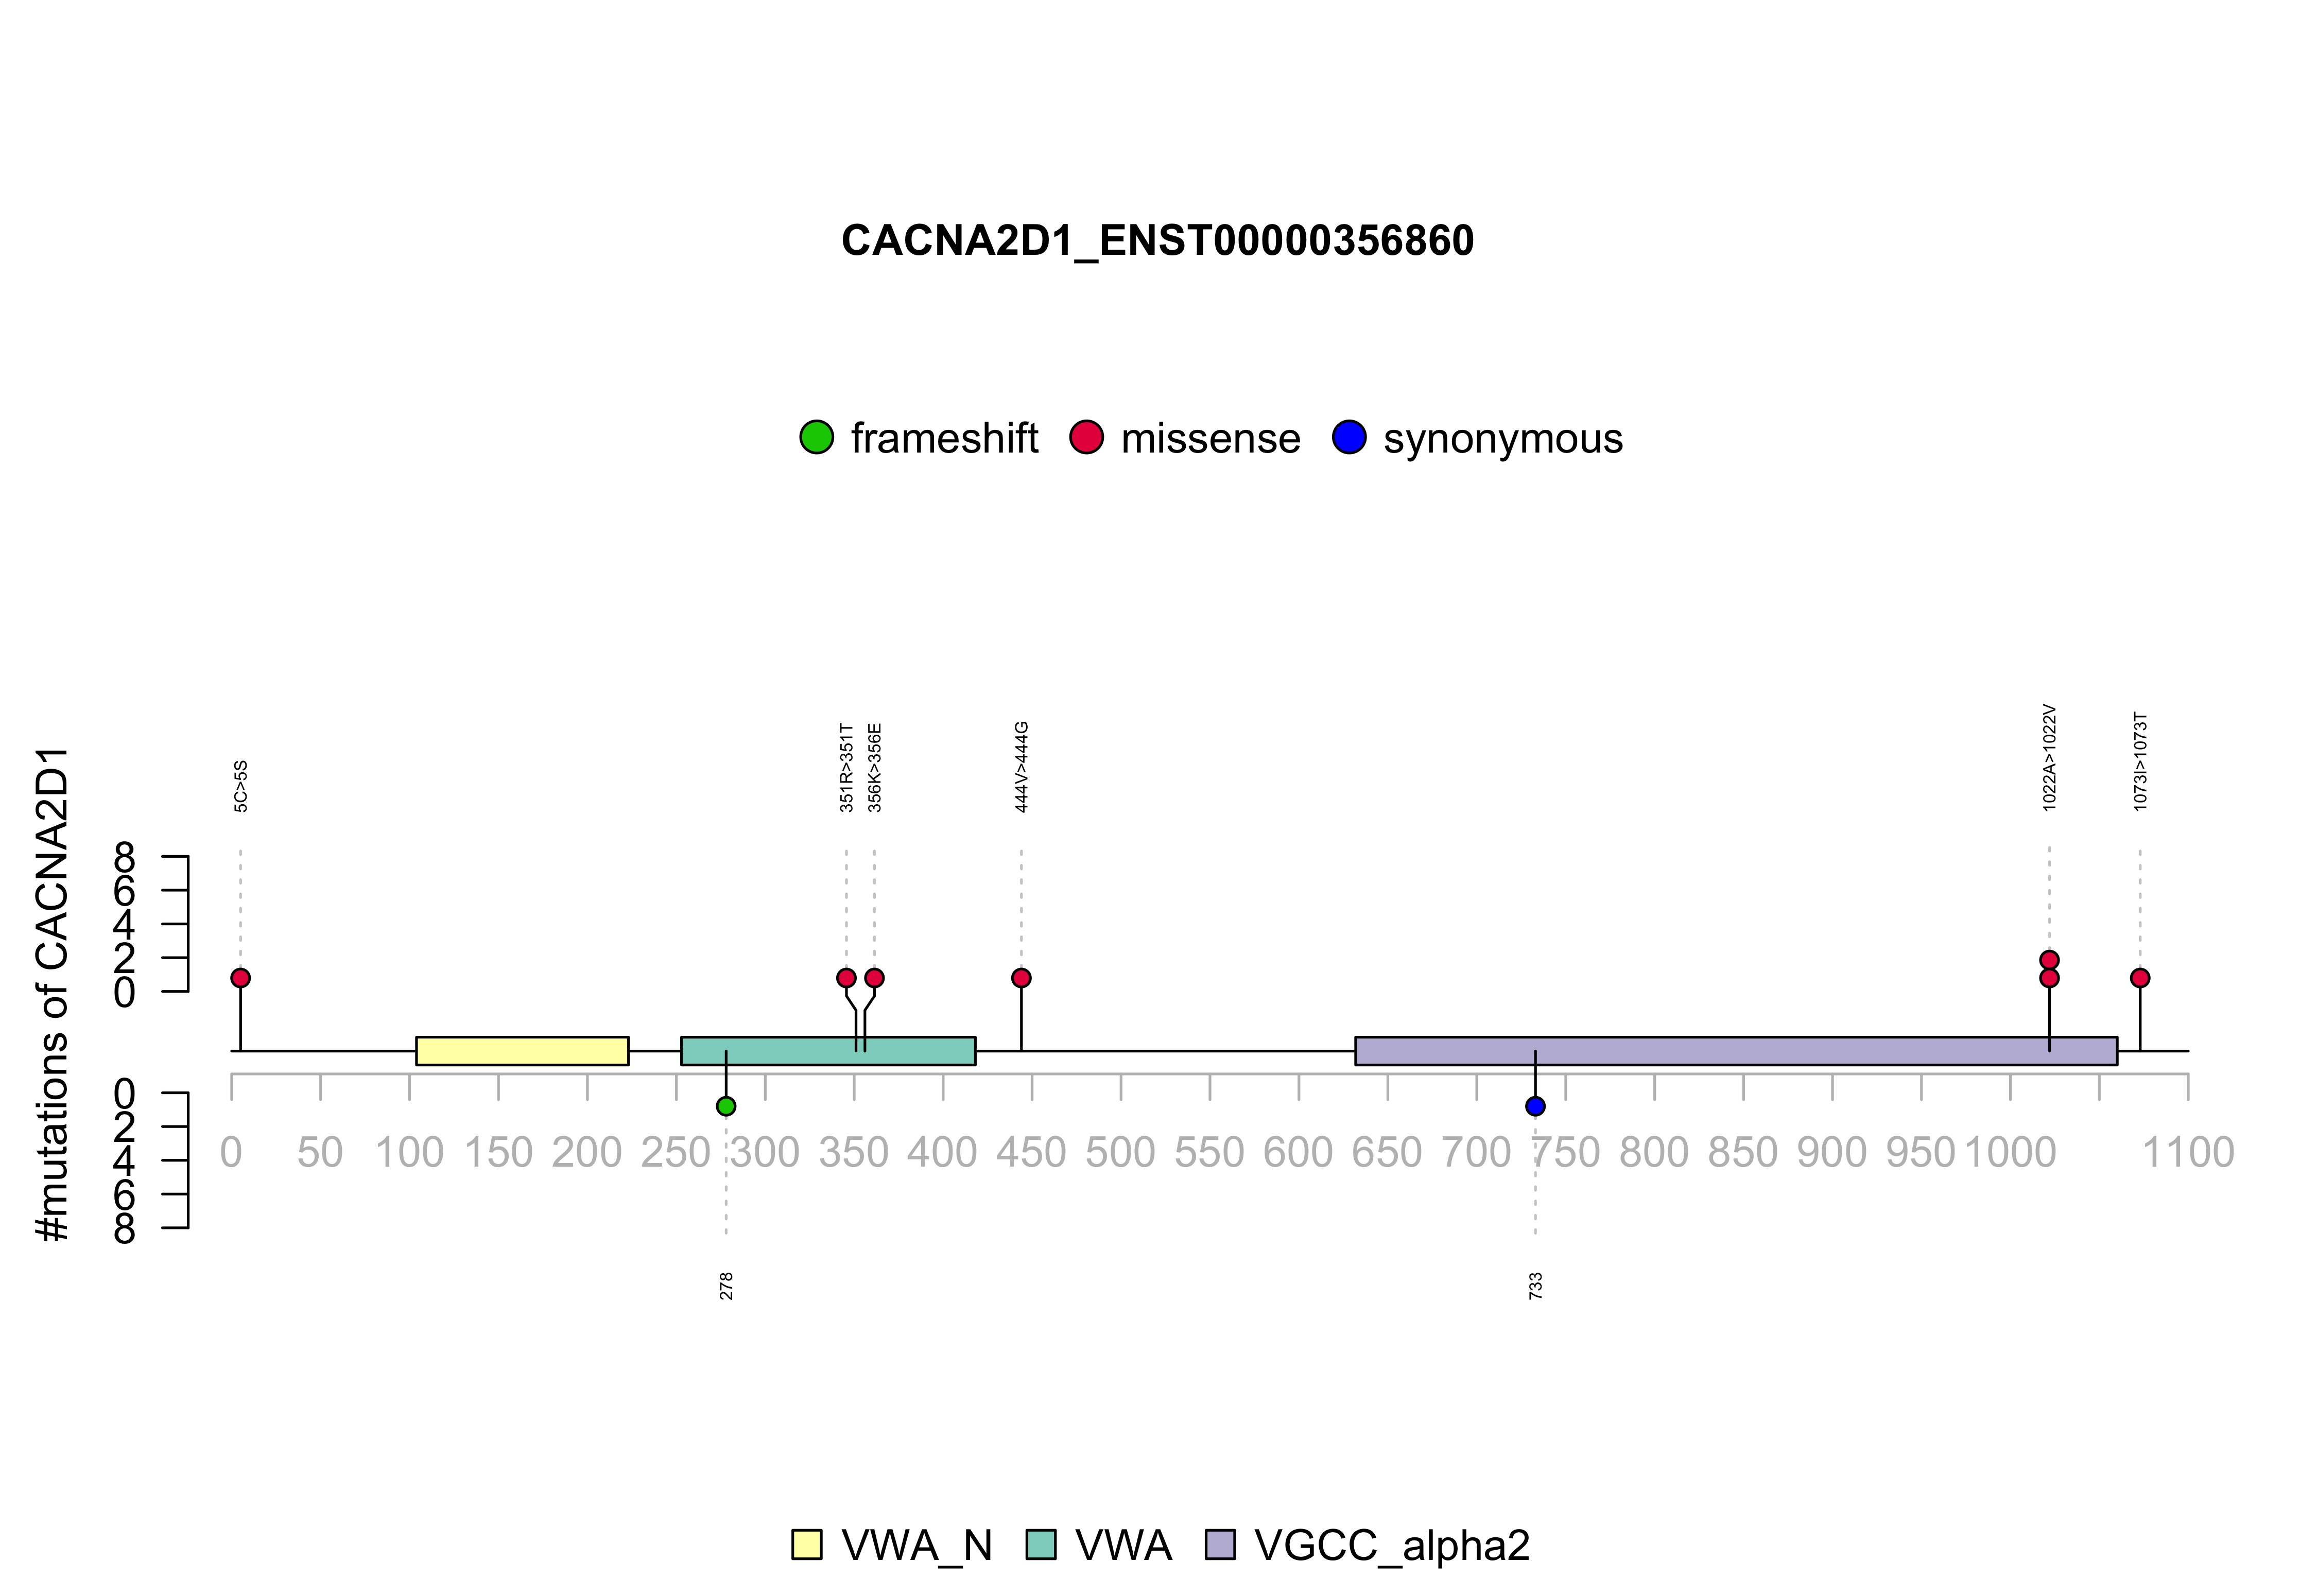 CACNA2D1_ENST00000356860
frameshift missense synonymous
#mutations of CACNA2D1
5C>5S
351R>351T
356K>356E
444V>444G
1022A>1022V
1073I>1073T
8
6
4
2
0
0
2
4
6
8
0 50 100 150 200 250 300 350 400 450 500 550 600 650 700 750 800 850 900 950 1000 1100
278
733
VWA_N VWA VGCC_alpha2